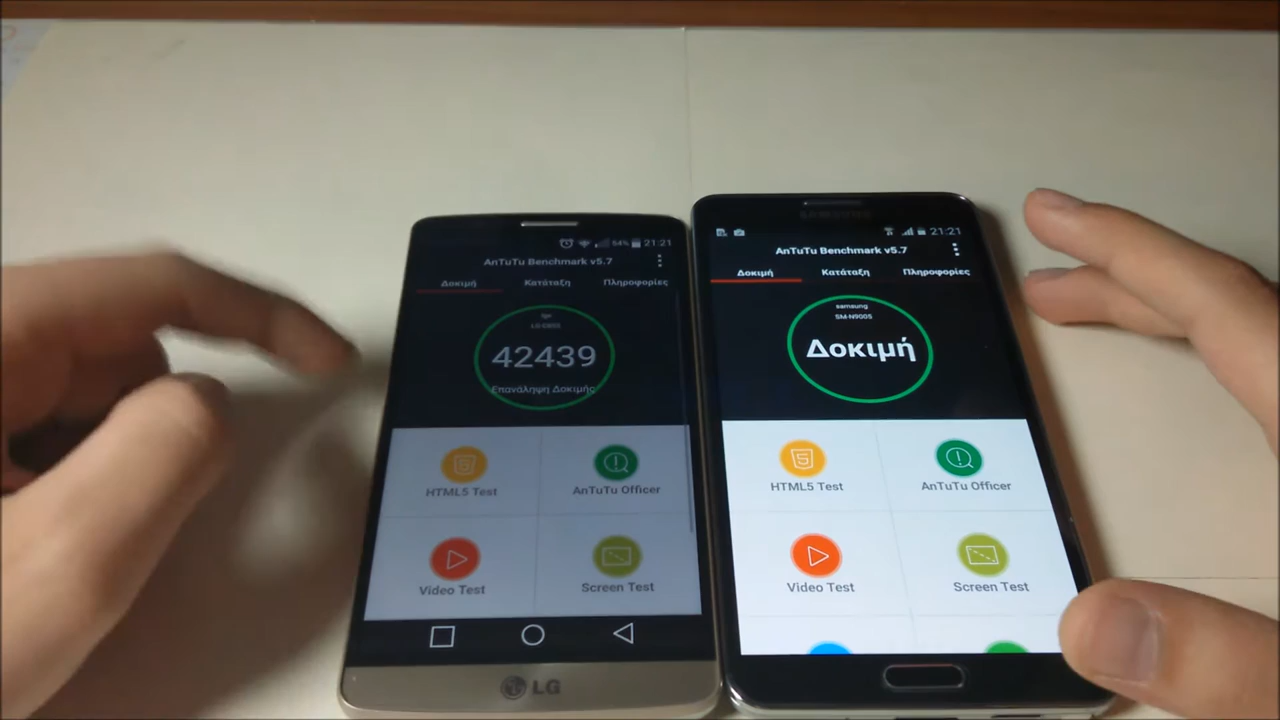 64% 21:21
AnTuTu Benchmark v5.7
Δοκιμή Κατάταξη Πληροφορίες
42439
Επανάληψη Δοκιμής
HTML5 Test AnTuTu Officer
Video Test Screen Test
LG
SAMSUNG
21:21
AnTuTu Benchmark v5.7
Δοκιμή Κατάταξη Πληροφορίες
samsung
SM-N9005
Δοκιμή
HTML5 Test AnTuTu Officer
Video Test Screen Test